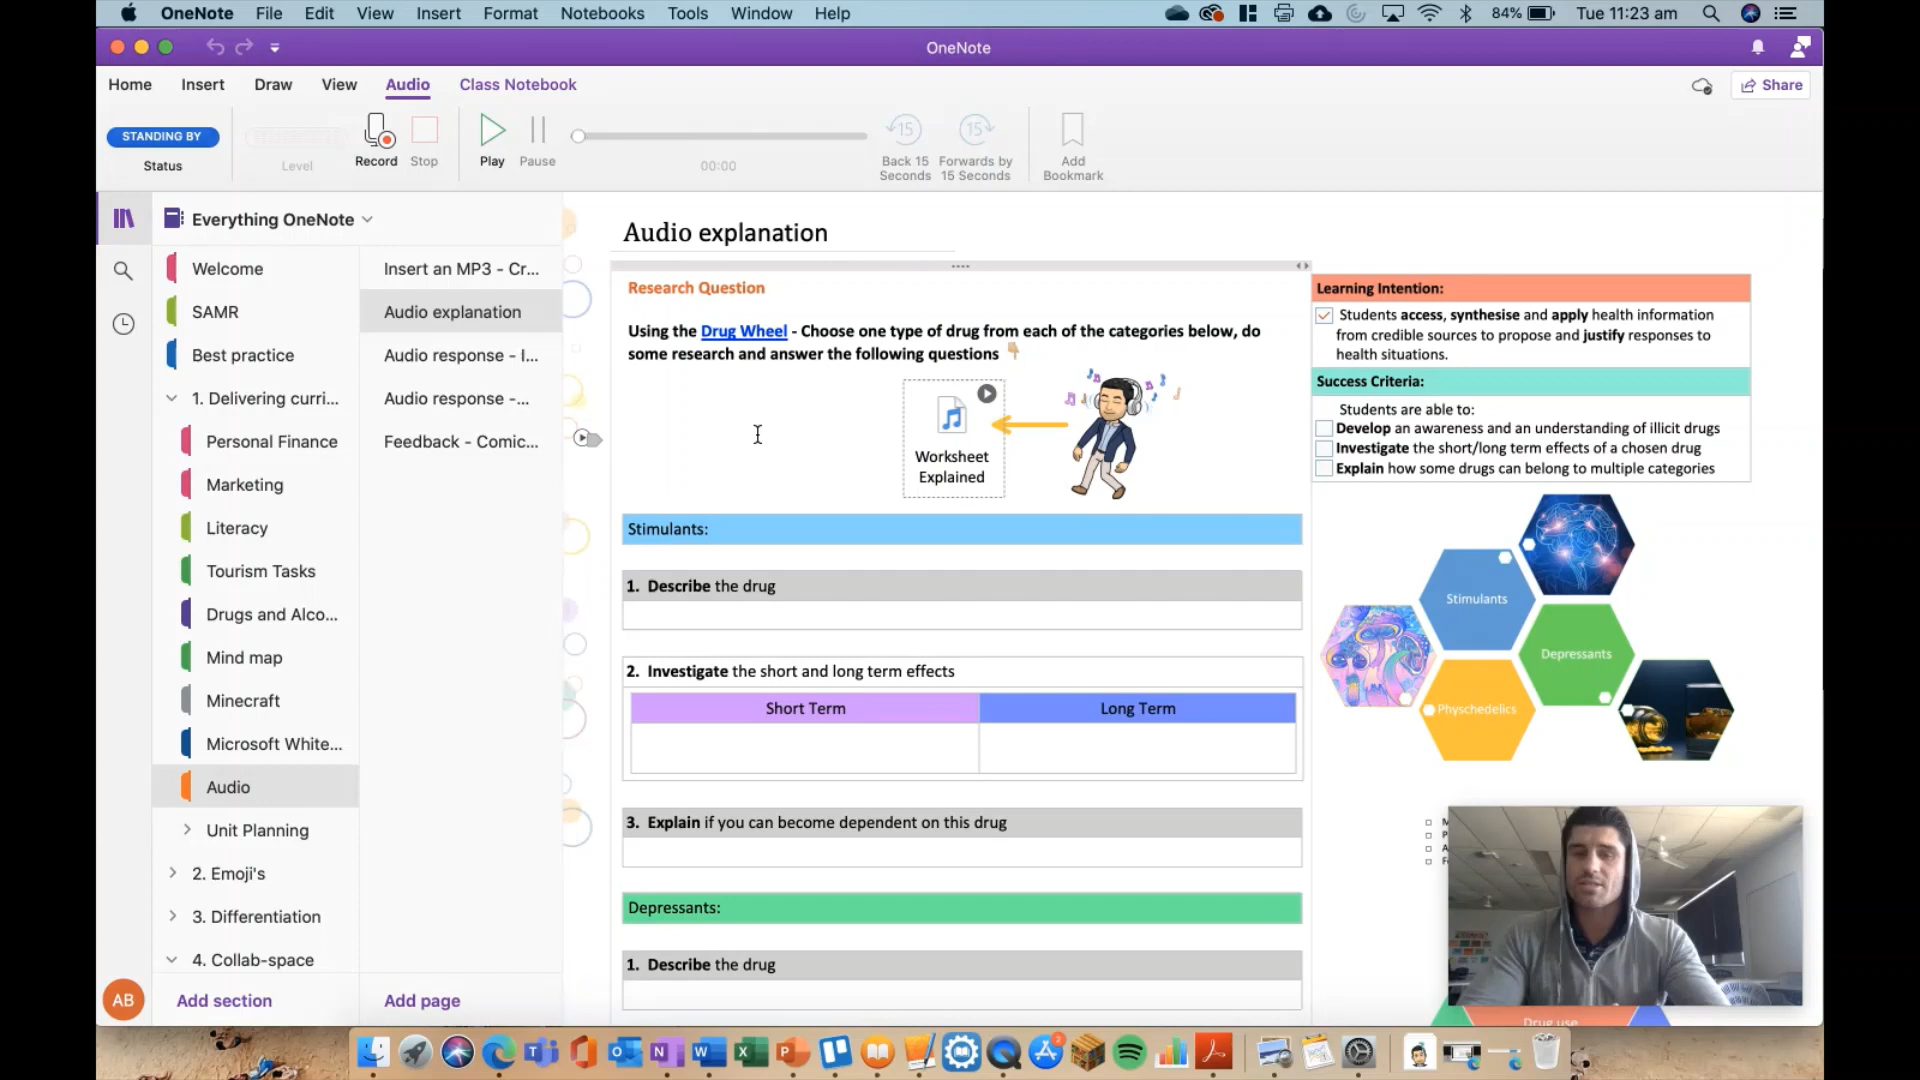 OneNote File Edit View Insert Format Notebooks Tools Window Help 84% Tue 11:23 am
OneNote
Home Insert Draw View Audio Class Notebook Share
STANDING BY
Status
Level
Record
Stop
Play
Pause
15
15
00:00
Back 15
Seconds
Forwards by
15 Seconds
Add
Bookmark
Everything OneNote
Welcome
SAMR
Best practice
1. Delivering curri...
Personal Finance
Marketing
Literacy
Tourism Tasks
Drugs and Alco...
Mind map
Minecraft
Microsoft White...
Audio
Unit Planning
2. Emoji's
3. Differentiation
4. Collab-space
AB
Add section
Insert an MP3 - Cr...
Audio explanation
Audio response - I...
Audio response -...
Feedback - Comic...
Add page
Audio explanation
Research Question
Using the Drug Wheel - Choose one type of drug from each of the categories below, do
some research and answer the following questions
Worksheet
Explained
Stimulants:
1. Describe the drug
2. Investigate the short and long term effects
Short Term Long Term
3. Explain if you can become dependent on this drug
Depressants:
1. Describe the drug
Learning Intention:
Students access, synthesise and apply health information
from credible sources to propose and justify responses to
health situations.
Success Criteria:
Students are able to:
Develop an awareness and an understanding of illicit drugs
Investigate the short/long term effects of a chosen drug
Explain how some drugs can belong to multiple categories
Stimulants
Depressants
Physchedelics
M
P
A
F
Drug use
2